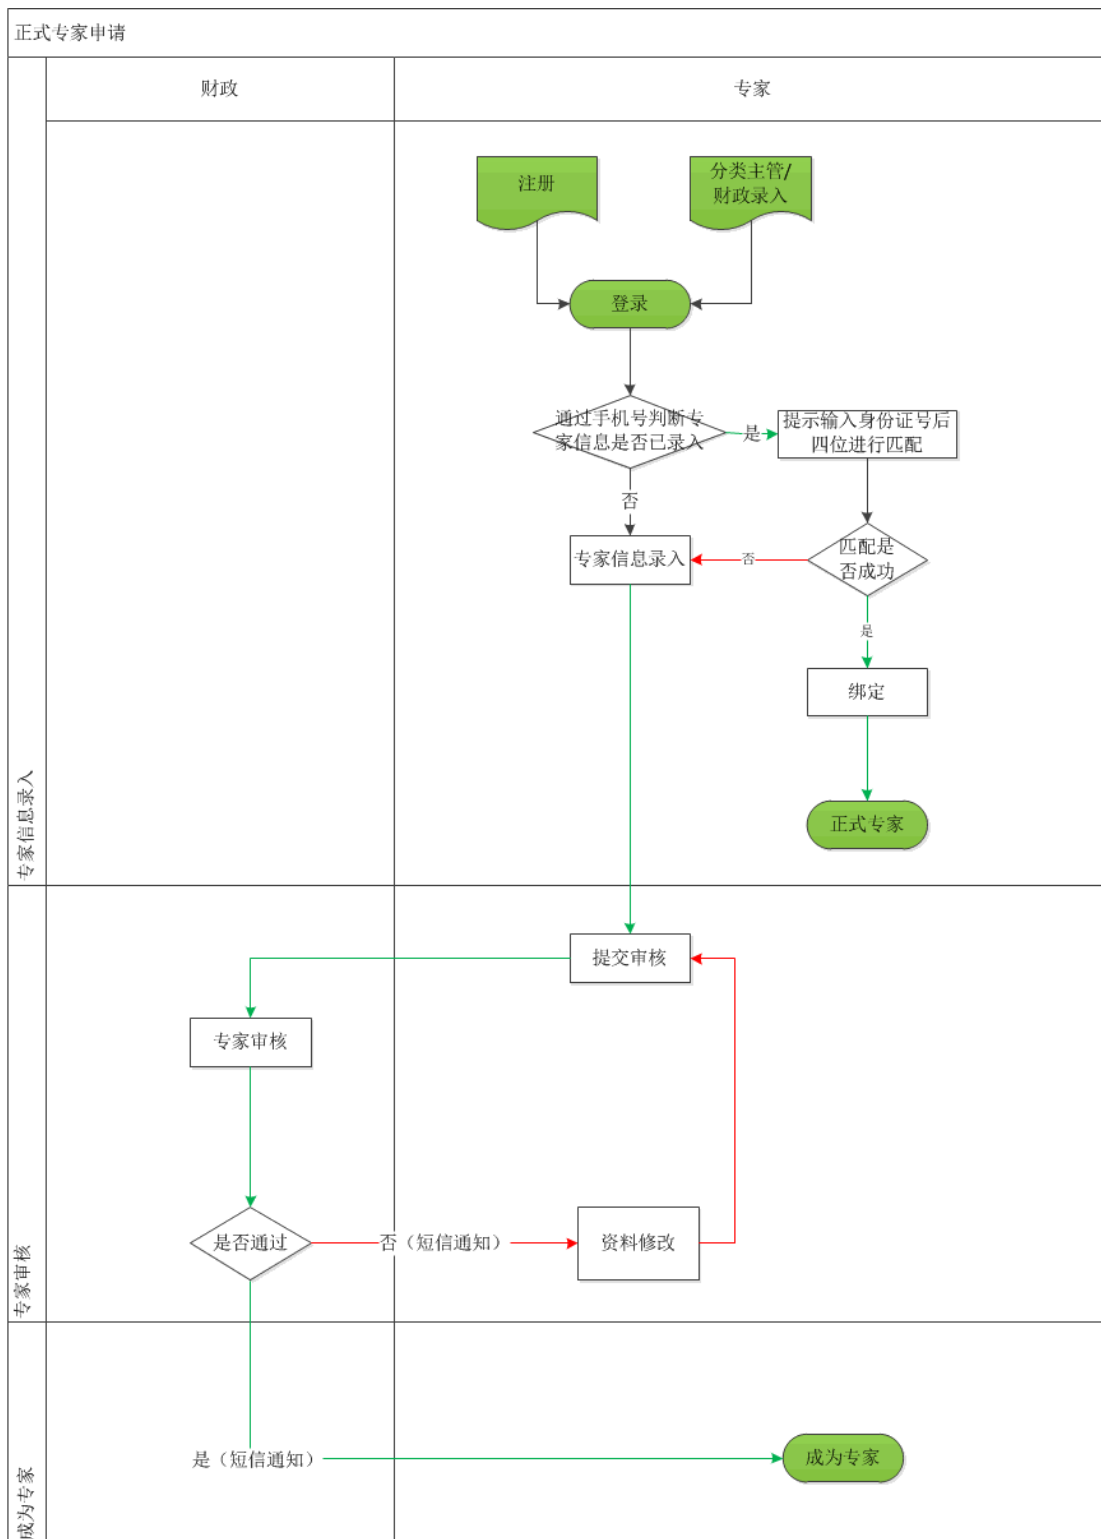 正式专家申请
财政
专家
注册
分类主管/
财政录入
登录
通过手机号判断专
家信息是否已录入
是
提示输入身份证号后
四位进行匹配
否
专家信息录入
否
匹配是
否成功
是
绑定
正式专家
专家信息录入
提交审核
专家审核
是否通过
否（短信通知）
资料修改
专家审核
是（短信通知）
成为专家
成为专家